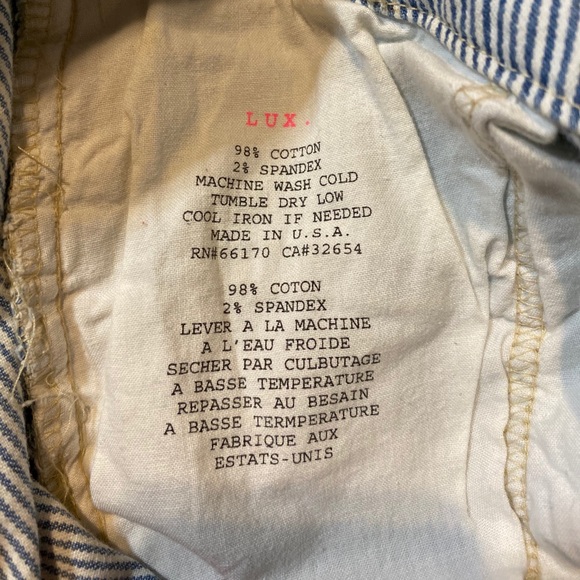 LUX.
98% COTTON
2% SPANDEX
MACHINE WASH COLD
TUMBLE DRY LOW
COOL IRON IF NEEDED
MADE IN U.S.A.
RN#66170 CA#32654
98% COTON
2% SPANDEX
LEVER A LA MACHINE
A L'EAU FROIDE
SECHER PAR CULBUTAGE
A BASSE TEMPERATURE
REPASSER AU BESAIN
A BASSE TERMPERATURE
FABRIQUE AUX
ESTATS-UNIS